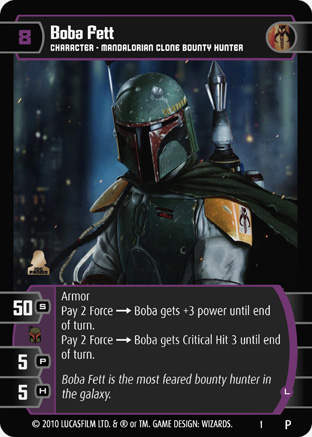 8
Boba Fett
CHARACTER - MANDALORIAN CLONE BOUNTY HUNTER
50 S
5 P
5 H
Armor
Pay 2 Force → Boba gets +3 power until end
of turn.
Pay 2 Force → Boba gets Critical Hit 3 until end
of turn.
Boba Fett is the most feared bounty hunter in
the galaxy.
L
© 2010 LUCASFILM LTD. & ® or TM. GAME DESIGN: WIZARDS.
1
P